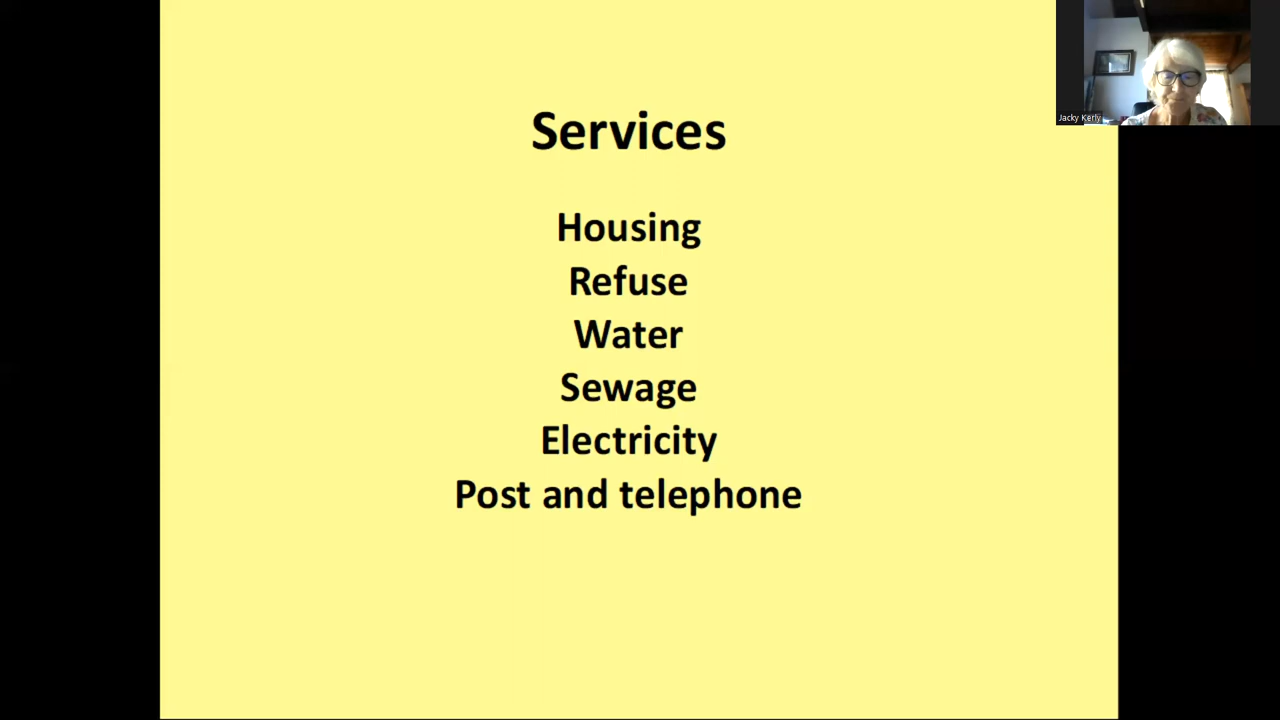 Services
Housing
Refuse
Water
Sewage
Electricity
Post and telephone
Jacky Kerly